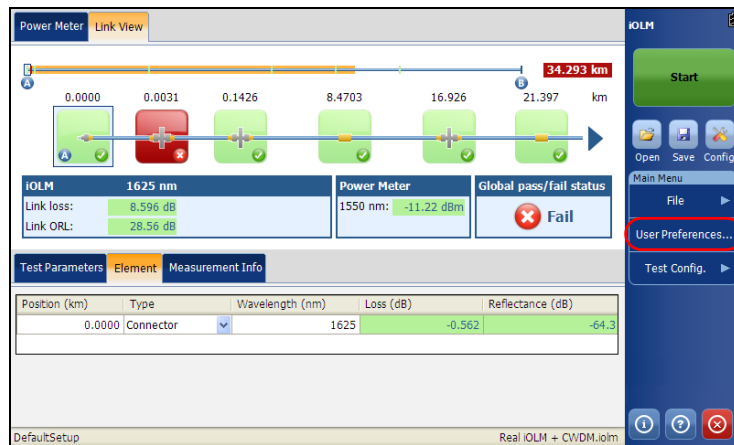 Power Meter Link View
iOLM
34.293 km
A B
0.0000 0.0031 0.1426 8.4703 16.926 21.397 km
A
Start
Open Save Config
Main Menu
File
User Preferences...
Test Config.
iOLM 1625 nm
Link loss: 8.596 dB
Link ORL: 28.56 dB
Power Meter
1550 nm: -11.22 dBm
Global pass/fail status
Fail
Test Parameters Element Measurement Info
Position (km) Type Wavelength (nm) Loss (dB) Reflectance (dB)
0.0000 Connector 1625 -0.562 -64.3
DefaultSetup Real iOLM + CWDM.iolm